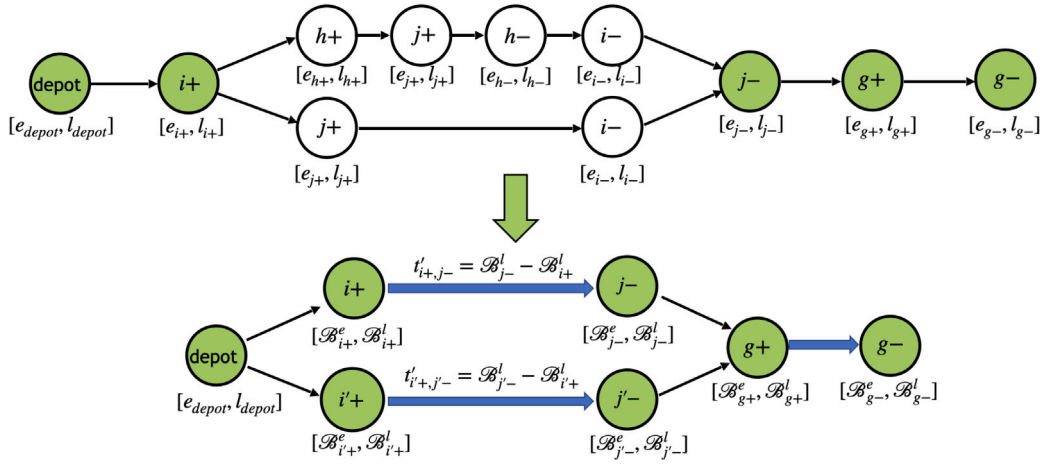 h+ j+ h− i−
[e_{h+}, l_{h+}] [e_{j+}, l_{j+}] [e_{h−}, l_{h−}] [e_{i−}, l_{i−}]
depot i+ j− g+ g−
[e_{depot}, l_{depot}] [e_{i+}, l_{i+}] [e_{j−}, l_{j−}] [e_{g+}, l_{g+}] [e_{g−}, l_{g−}]
j+ i−
[e_{j+}, l_{j+}] [e_{i−}, l_{i−}]
t′_{i+,j−} = ℬ^l_{j−} − ℬ^l_{i+}
i+ j−
[ℬ^e_{i+}, ℬ^l_{i+}] [ℬ^e_{j−}, ℬ^l_{j−}]
depot g+ g−
[e_{depot}, l_{depot}] [ℬ^e_{g+}, ℬ^l_{g+}] [ℬ^e_{g−}, ℬ^l_{g−}]
t′_{i′+,j′−} = ℬ^l_{j′−} − ℬ^l_{i′+}
i′+ j′−
[ℬ^e_{i′+}, ℬ^l_{i′+}] [ℬ^e_{j′−}, ℬ^l_{j′−}]